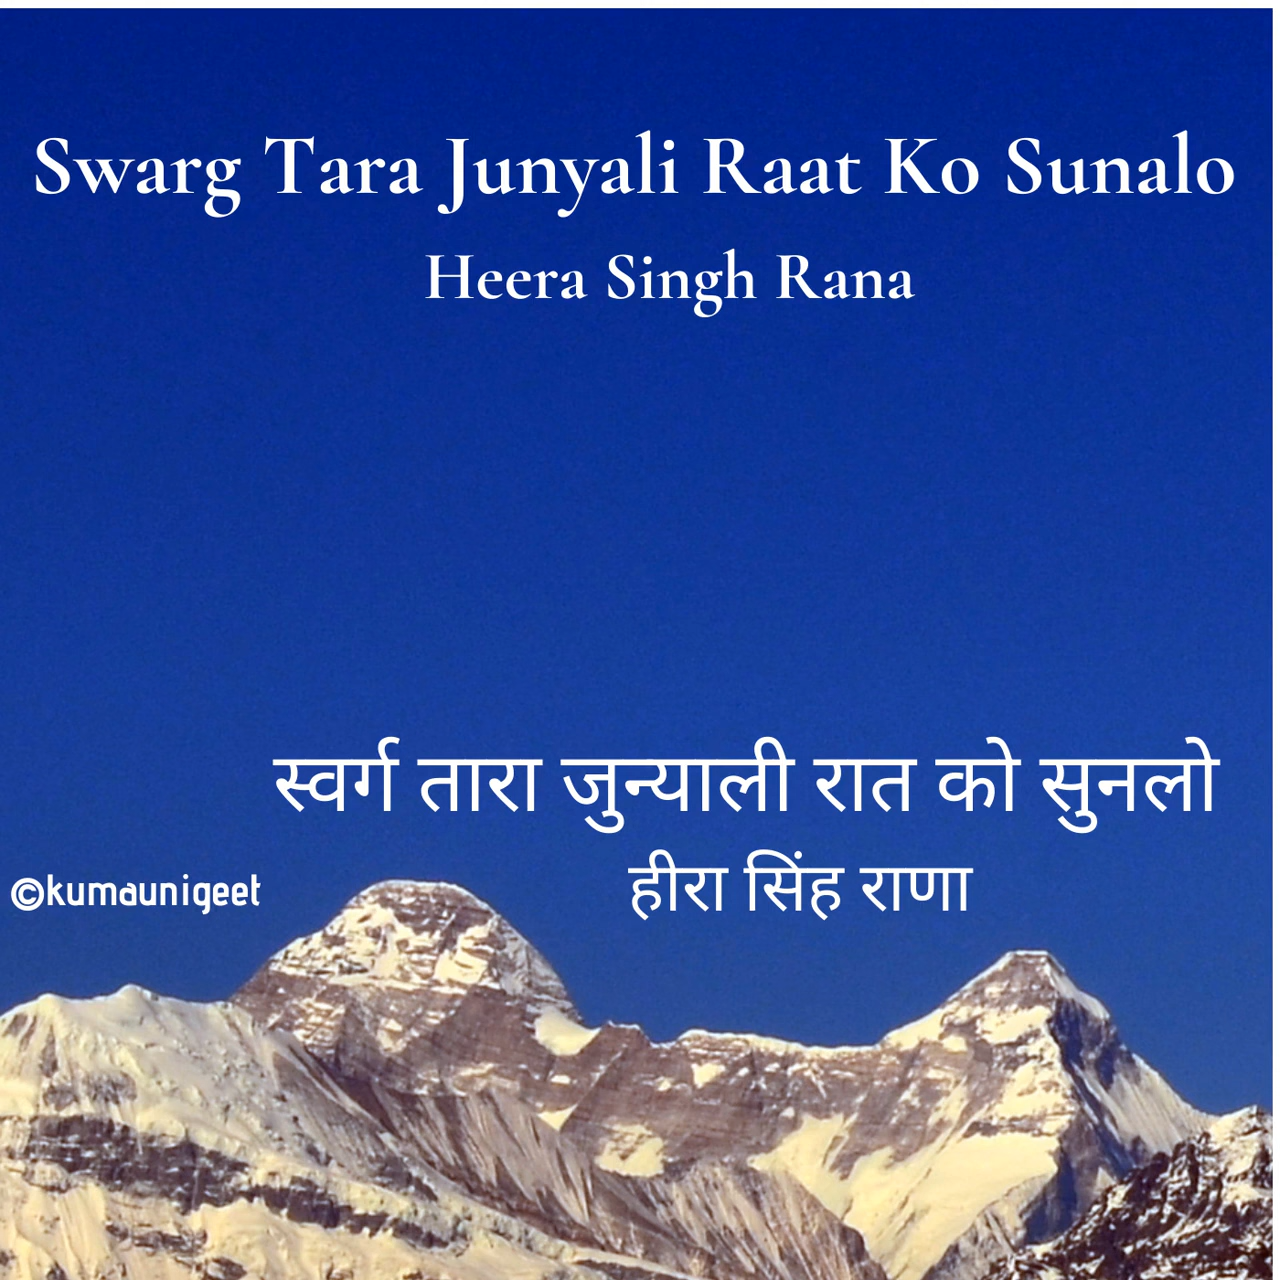 Swarg Tara Junyali Raat Ko Sunalo
Heera Singh Rana
स्वर्ग तारा जुन्याली रात को सुनलो
हीरा सिंह राणा
©kumaunigeet